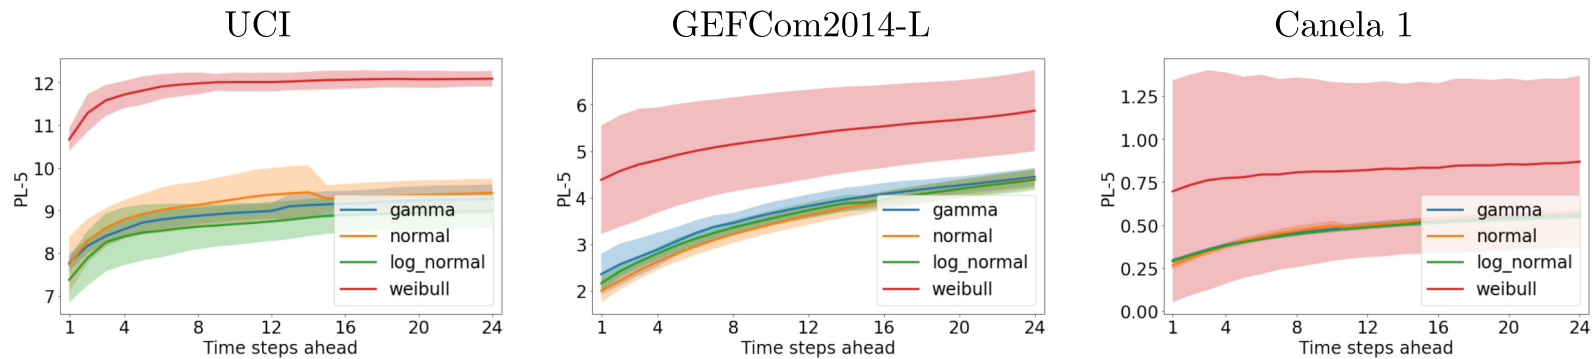 UCI
PL-5
12
11
10
9
8
7
gamma
normal
log_normal
weibull
1 4 8 12 16 20 24
Time steps ahead
GEFCom2014-L
PL-5
6
5
4
3
2
gamma
normal
log_normal
weibull
1 4 8 12 16 20 24
Time steps ahead
Canela 1
PL-5
1.25
1.00
0.75
0.50
0.25
0.00
gamma
normal
log_normal
weibull
1 4 8 12 16 20 24
Time steps ahead